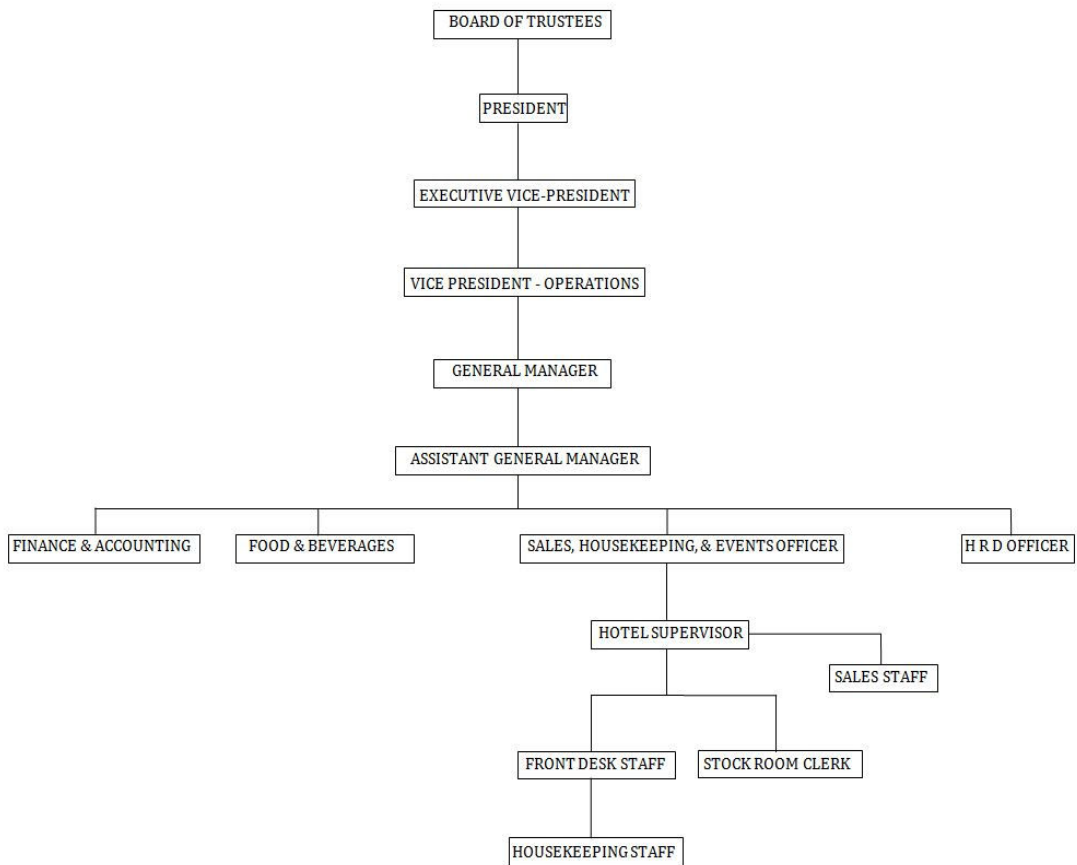 BOARD OF TRUSTEES
PRESIDENT
EXECUTIVE VICE-PRESIDENT
VICE PRESIDENT - OPERATIONS
GENERAL MANAGER
ASSISTANT GENERAL MANAGER
FINANCE & ACCOUNTING
FOOD & BEVERAGES
SALES, HOUSEKEEPING, & EVENTS OFFICER
H R D OFFICER
HOTEL SUPERVISOR
SALES STAFF
FRONT DESK STAFF
STOCK ROOM CLERK
HOUSEKEEPING STAFF